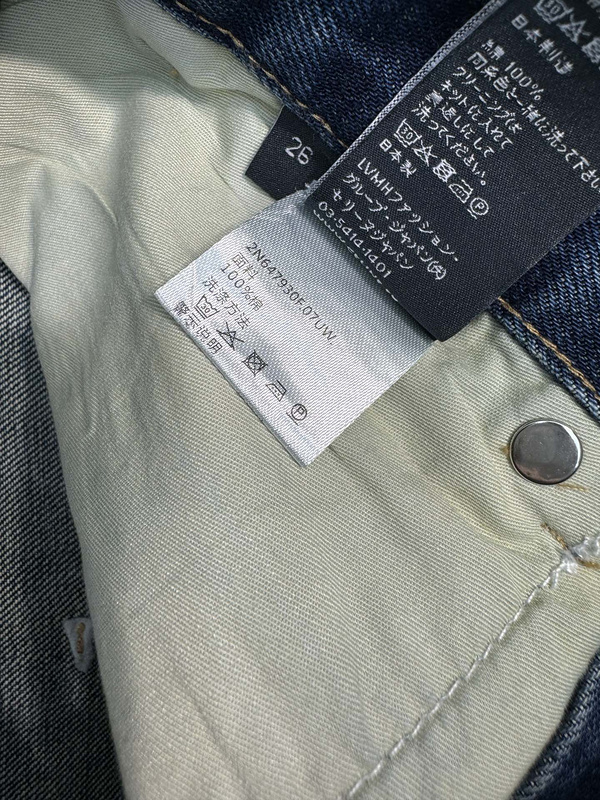 日本素材
綿 100%
同系色と一緒に洗って下さい
クリーニングは
ネットに入れて
裏返しにして
洗ってください。
30
日本製
LVMHファッション・
グループ・ジャパン(株)
セリーヌジャパン
03-5414-1401
26
2N647930F.07UW
面料
100%棉
洗涤方法
警示说明